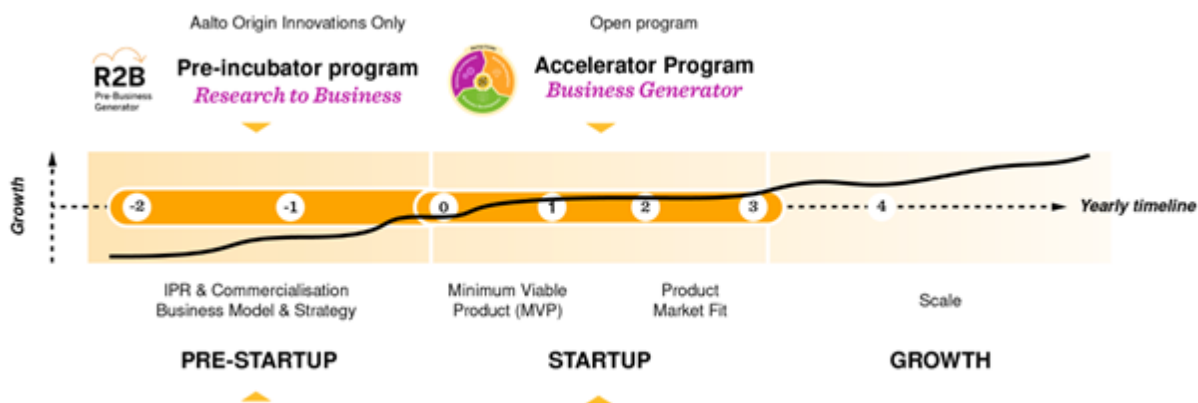 Aalto Origin Innovations Only
Open program
R2B
Pre-Business
Generator
Pre-incubator program
Research to Business
Accelerator Program
Business Generator
Growth
-2
-1
0
1
2
3
4
Yearly timeline
IPR & Commercialisation
Business Model & Strategy
Minimum Viable
Product (MVP)
Product
Market Fit
Scale
PRE-STARTUP
STARTUP
GROWTH